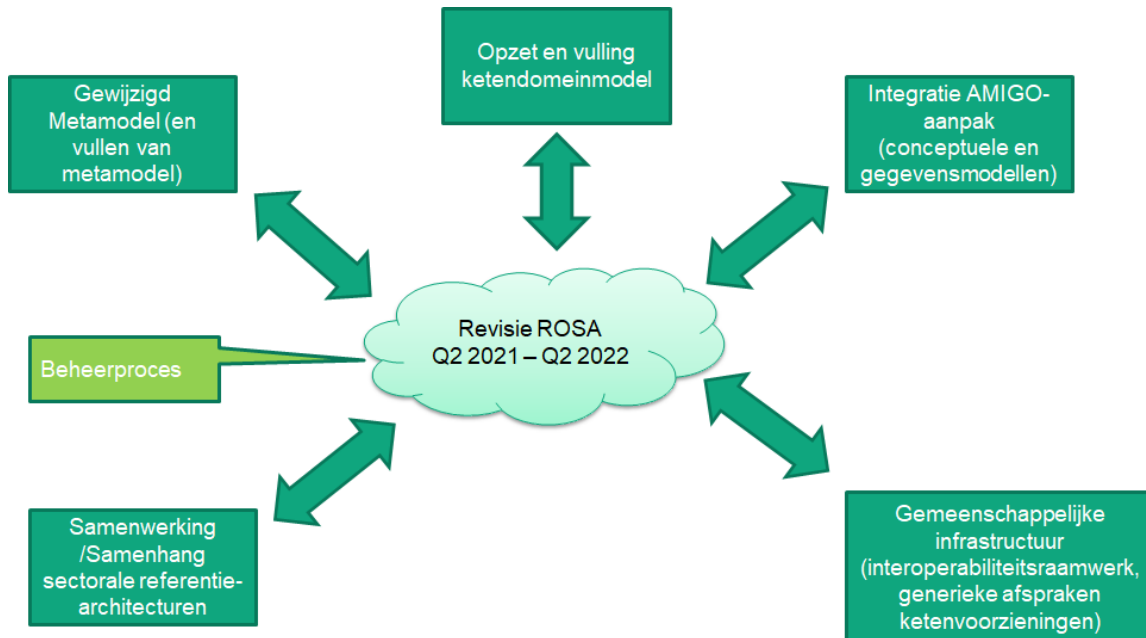 Opzet en vulling
ketendomeinmodel
Gewijzigd
Metamodel (en
vullen van
metamodel)
Integratie AMIGO-
aanpak
(conceptuele en
gegevensmodellen)
Revisie ROSA
Q2 2021 – Q2 2022
Beheerproces
Samenwerking
/Samenhang
sectorale referentie-
architecturen
Gemeenschappelijke
infrastructuur
(interoperabiliteitsraamwerk,
generieke afspraken
ketenvoorzieningen)